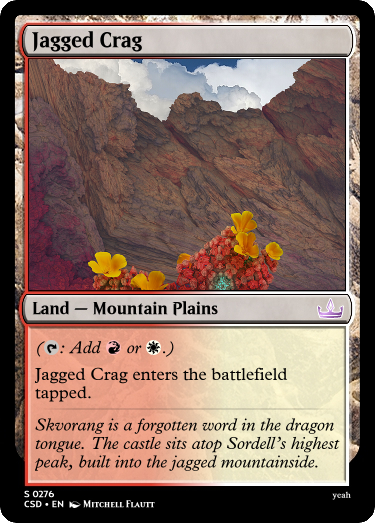 Jagged Crag
Land — Mountain Plains
(: Add or .)
Jagged Crag enters the battlefield
tapped.
Skvorang is a forgotten word in the dragon
tongue. The castle sits atop Sordell's highest
peak, built into the jagged mountainside.
S 0276
CSD • EN Mitchell Flautt
yeah